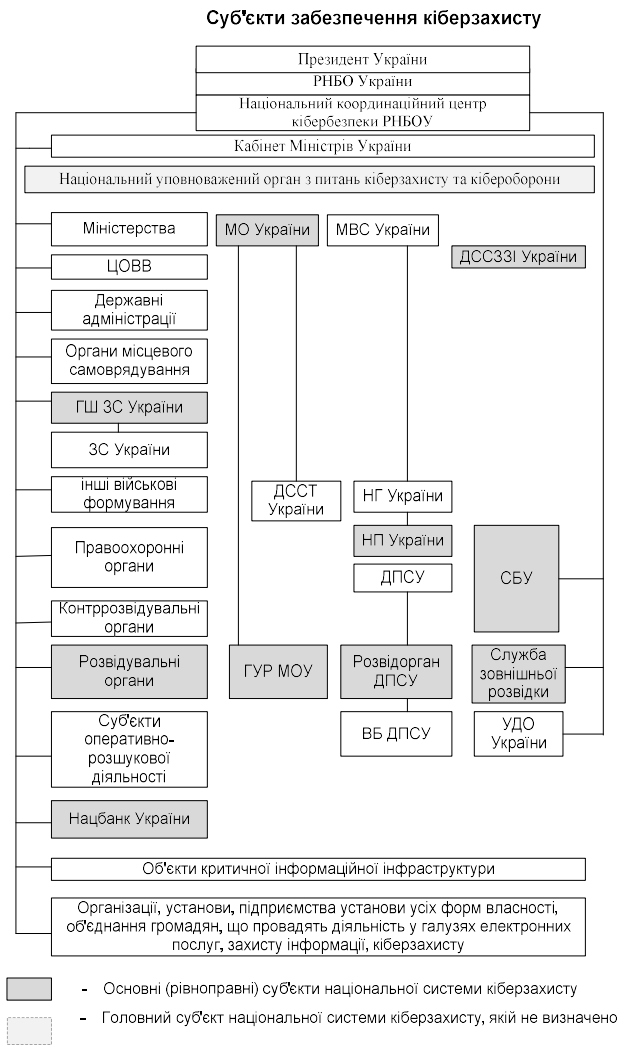 Суб'єкти забезпечення кіберзахисту
Президент України
РНБО України
Національний координаційний центр
кібербезпеки РНБОУ
Кабінет Міністрів України
Національний уповноважений орган з питань кіберзахисту та кібероборони
Міністерства
МО України
МВС України
ДССЗЗІ України
ЦОВВ
Державні
адміністрації
Органи місцевого
самоврядування
ГШ ЗС України
ЗС України
інші військові
формування
ДССТ
України
НГ України
НП України
Правоохоронні
органи
ДПСУ
СБУ
Контррозвідувальні
органи
Розвідувальні
органи
ГУР МОУ
Розвідорган
ДПСУ
Служба
зовнішньої
розвідки
Суб'єкти
оперативно-
розшукової
діяльності
ВБ ДПСУ
УДО
України
Нацбанк України
Об'єкти критичної інформаційної інфраструктури
Організації, установи, підприємства установи усіх форм власності,
об'єднання громадян, що провадять діяльність у галузях електронних
послуг, захисту інформації, кіберзахисту
- Основні (рівноправні) суб'єкти національної системи кіберзахисту
- Головний суб'єкт національної системи кіберзахисту, якій не визначено